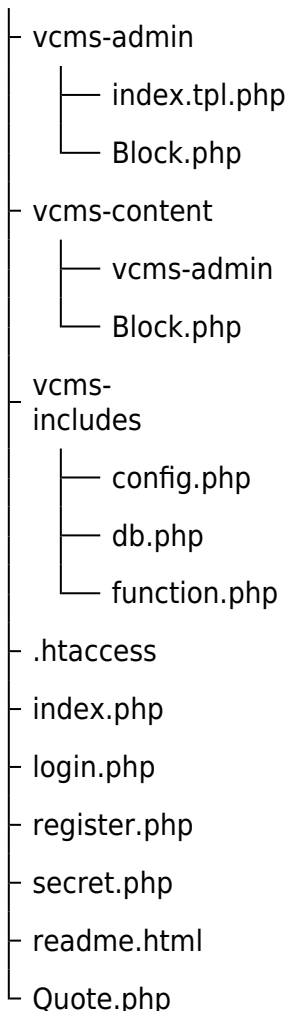 vcms-admin
index.tpl.php
Block.php
vcms-content
vcms-admin
Block.php
vcms-
includes
config.php
db.php
function.php
.htaccess
index.php
login.php
register.php
secret.php
readme.html
Quote.php